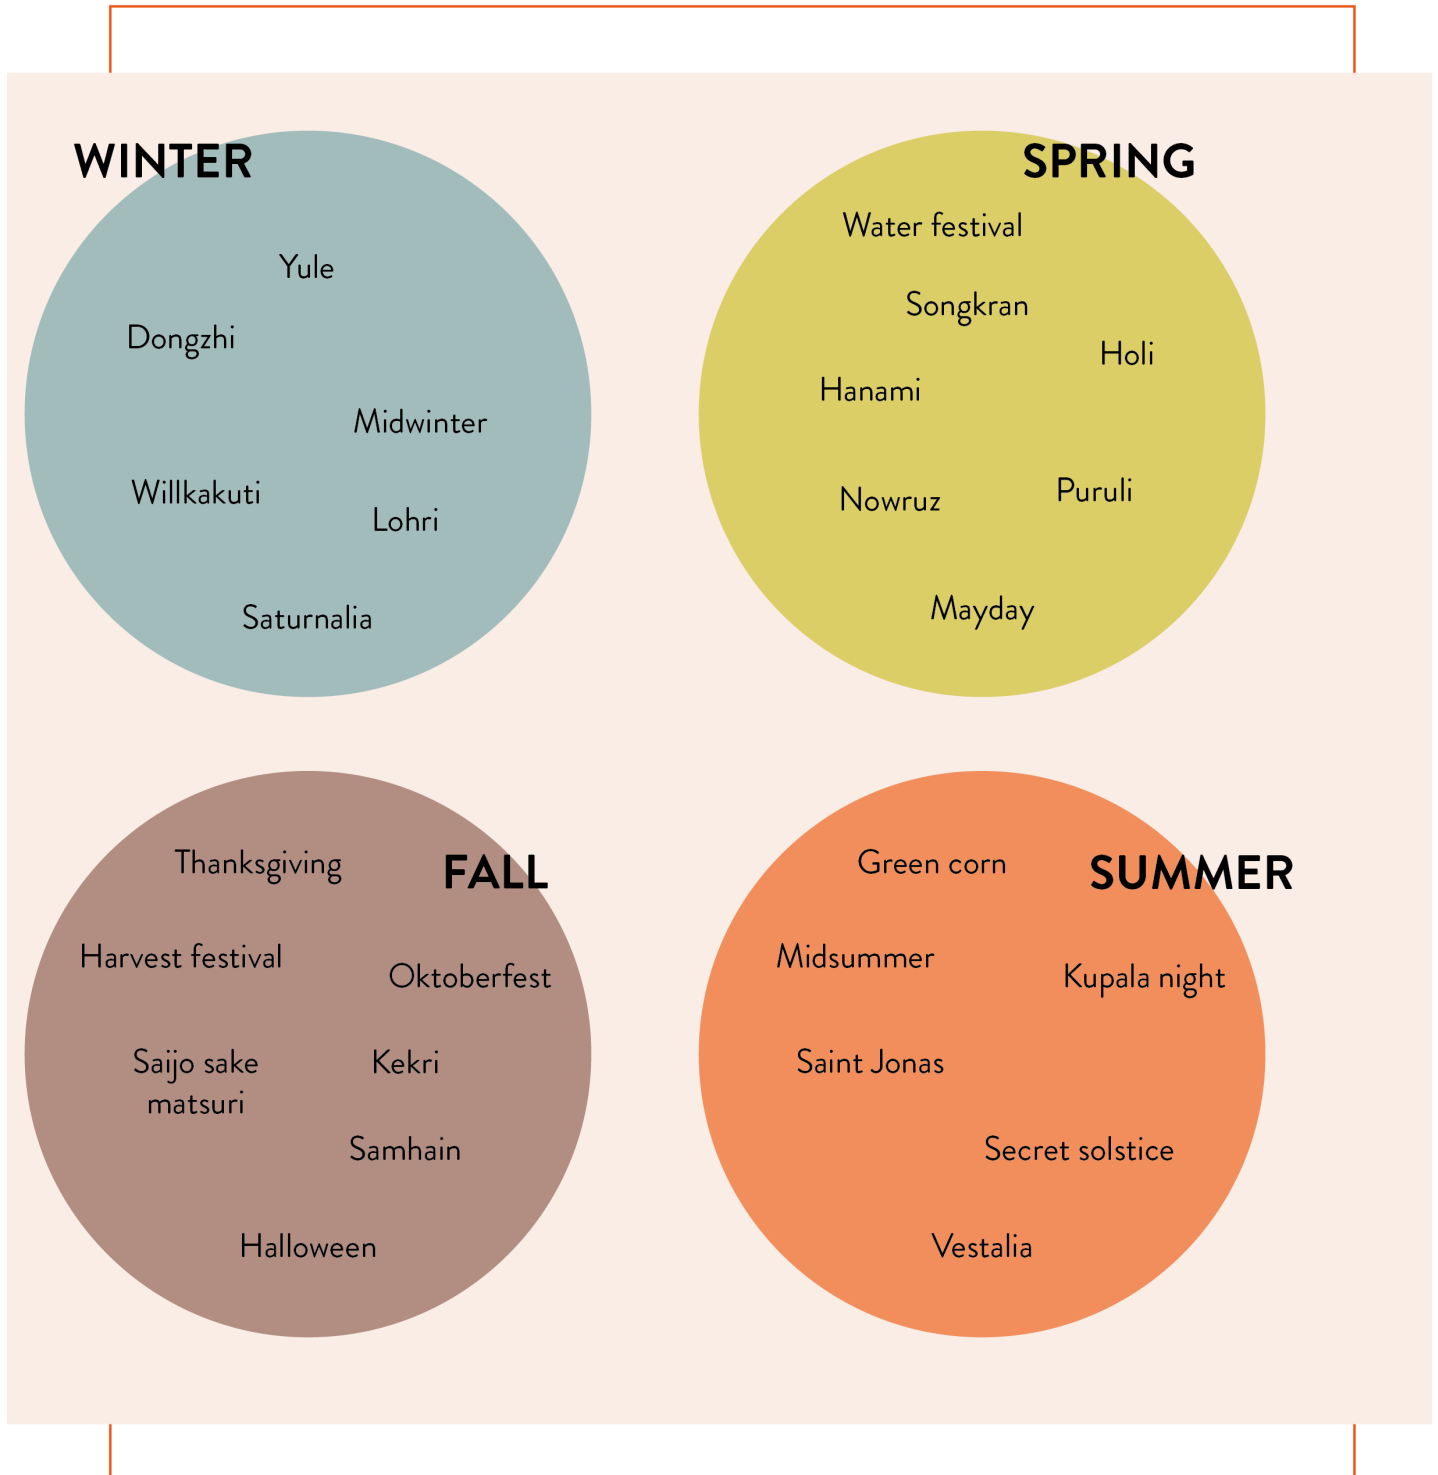 WINTER
Yule
Dongzhi
Midwinter
Willkakuti
Lohri
Saturnalia
SPRING
Water festival
Songkran
Holi
Hanami
Puruli
Nowruz
Mayday
FALL
Thanksgiving
Harvest festival
Oktoberfest
Saijo sake
matsuri
Kekri
Samhain
Halloween
SUMMER
Green corn
Midsummer
Kupala night
Saint Jonas
Secret solstice
Vestalia